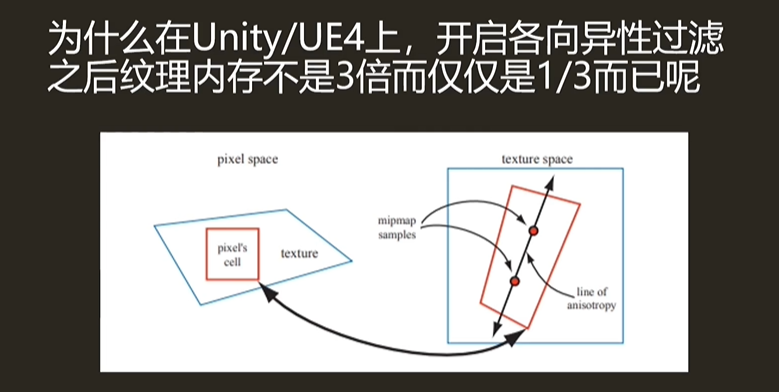 为什么在Unity/UE4上，开启各向异性过滤
之后纹理内存不是3倍而仅仅是1/3而已呢
pixel space
texture space
mipmap
samples
pixel's
cell
texture
line of
anisotropy